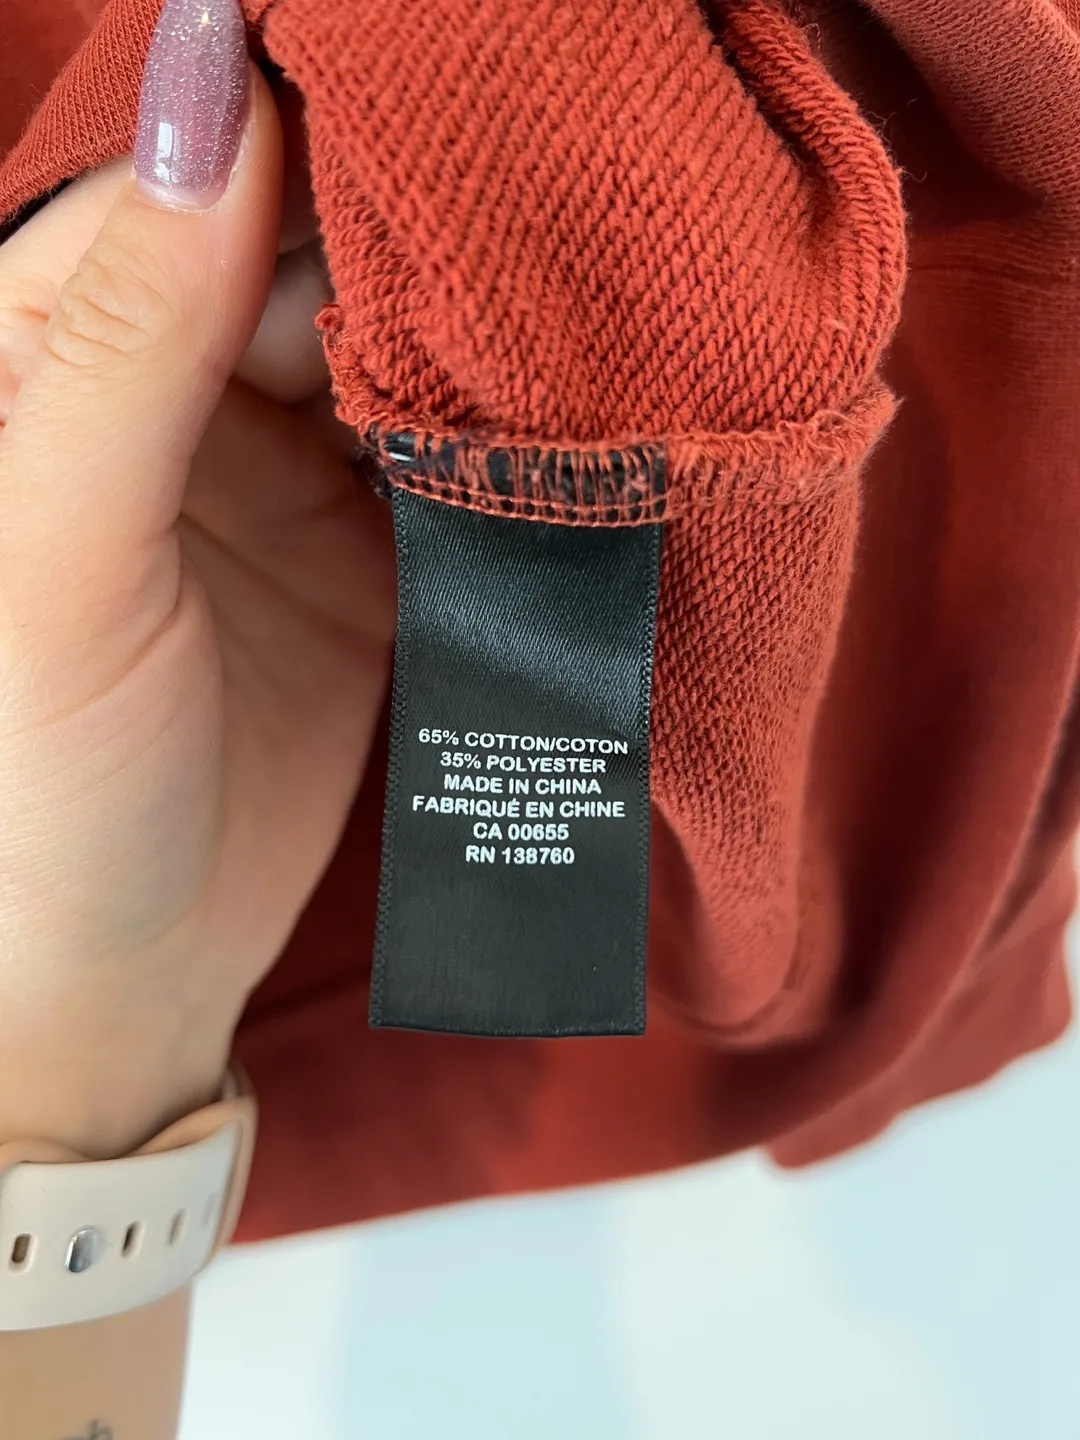 65% COTTON/COTON
35% POLYESTER
MADE IN CHINA
FABRIQUÉ EN CHINE
CA 00655
RN 138760